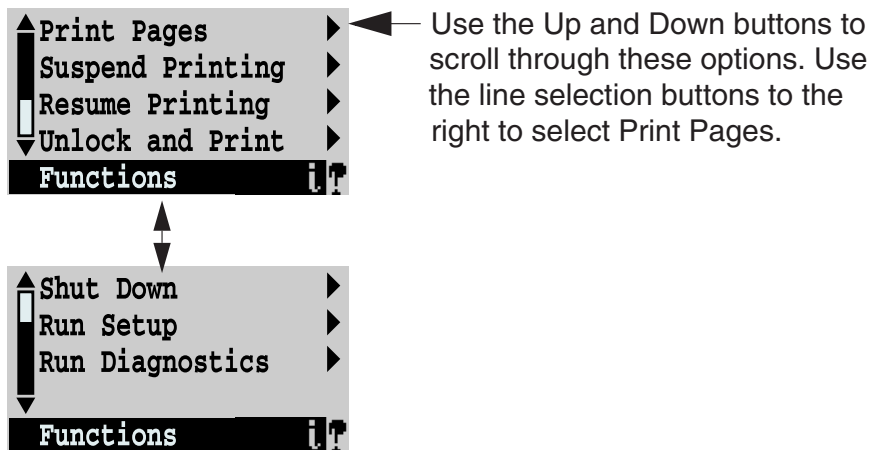 Print Pages
Suspend Printing
Resume Printing
Unlock and Print
Functions
Use the Up and Down buttons to
scroll through these options. Use
the line selection buttons to the
right to select Print Pages.
Shut Down
Run Setup
Run Diagnostics
Functions